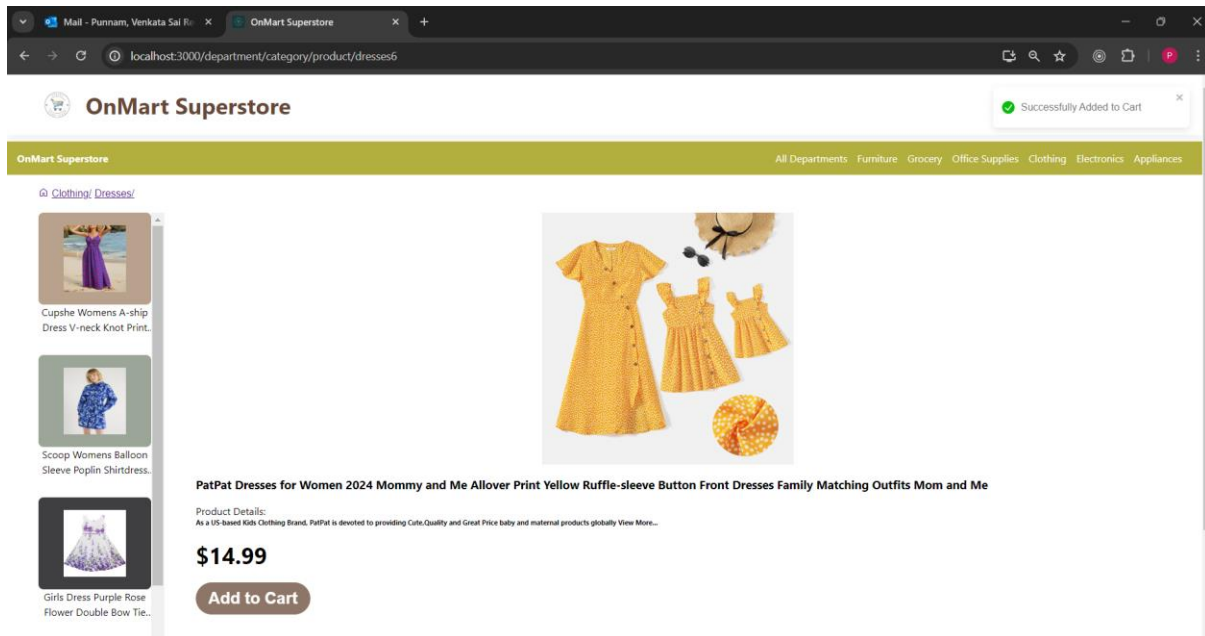 Mail - Punnam, Venkata Sai Re
OnMart Superstore
localhost:3000/department/category/product/dresses6
P
OnMart Superstore
Successfully Added to Cart
OnMart Superstore
All Departments Furniture Grocery Office Supplies Clothing Electronics Appliances
Clothing/ Dresses/
Cupshe Womens A-ship
Dress V-neck Knot Print..
Scoop Womens Balloon
Sleeve Poplin Shirtdress..
Girls Dress Purple Rose
Flower Double Bow Tie..
PatPat Dresses for Women 2024 Mommy and Me Allover Print Yellow Ruffle-sleeve Button Front Dresses Family Matching Outfits Mom and Me
Product Details:
As a US-based Kids Clothing Brand, PatPat is devoted to providing Cute,Quality and Great Price baby and maternal products globally View More...
$14.99
Add to Cart